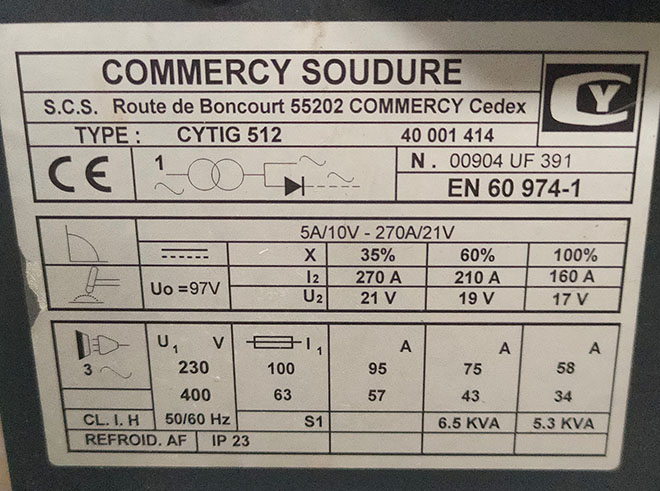 COMMERCY SOUDURE
S.C.S. Route de Boncourt 55202 COMMERCY Cedex
CY
TYPE : CYTIG 512 40 001 414
CE 1 N. 00904 UF 391
EN 60 974-1
5A/10V - 270A/21V
X 35% 60% 100%
Uo =97V I2 270 A 210 A 160 A
U2 21 V 19 V 17 V
U1 V I1 A A A
3 230 100 95 75 58
400 63 57 43 34
CL. I. H 50/60 Hz S1 6.5 KVA 5.3 KVA
REFROID. AF IP 23